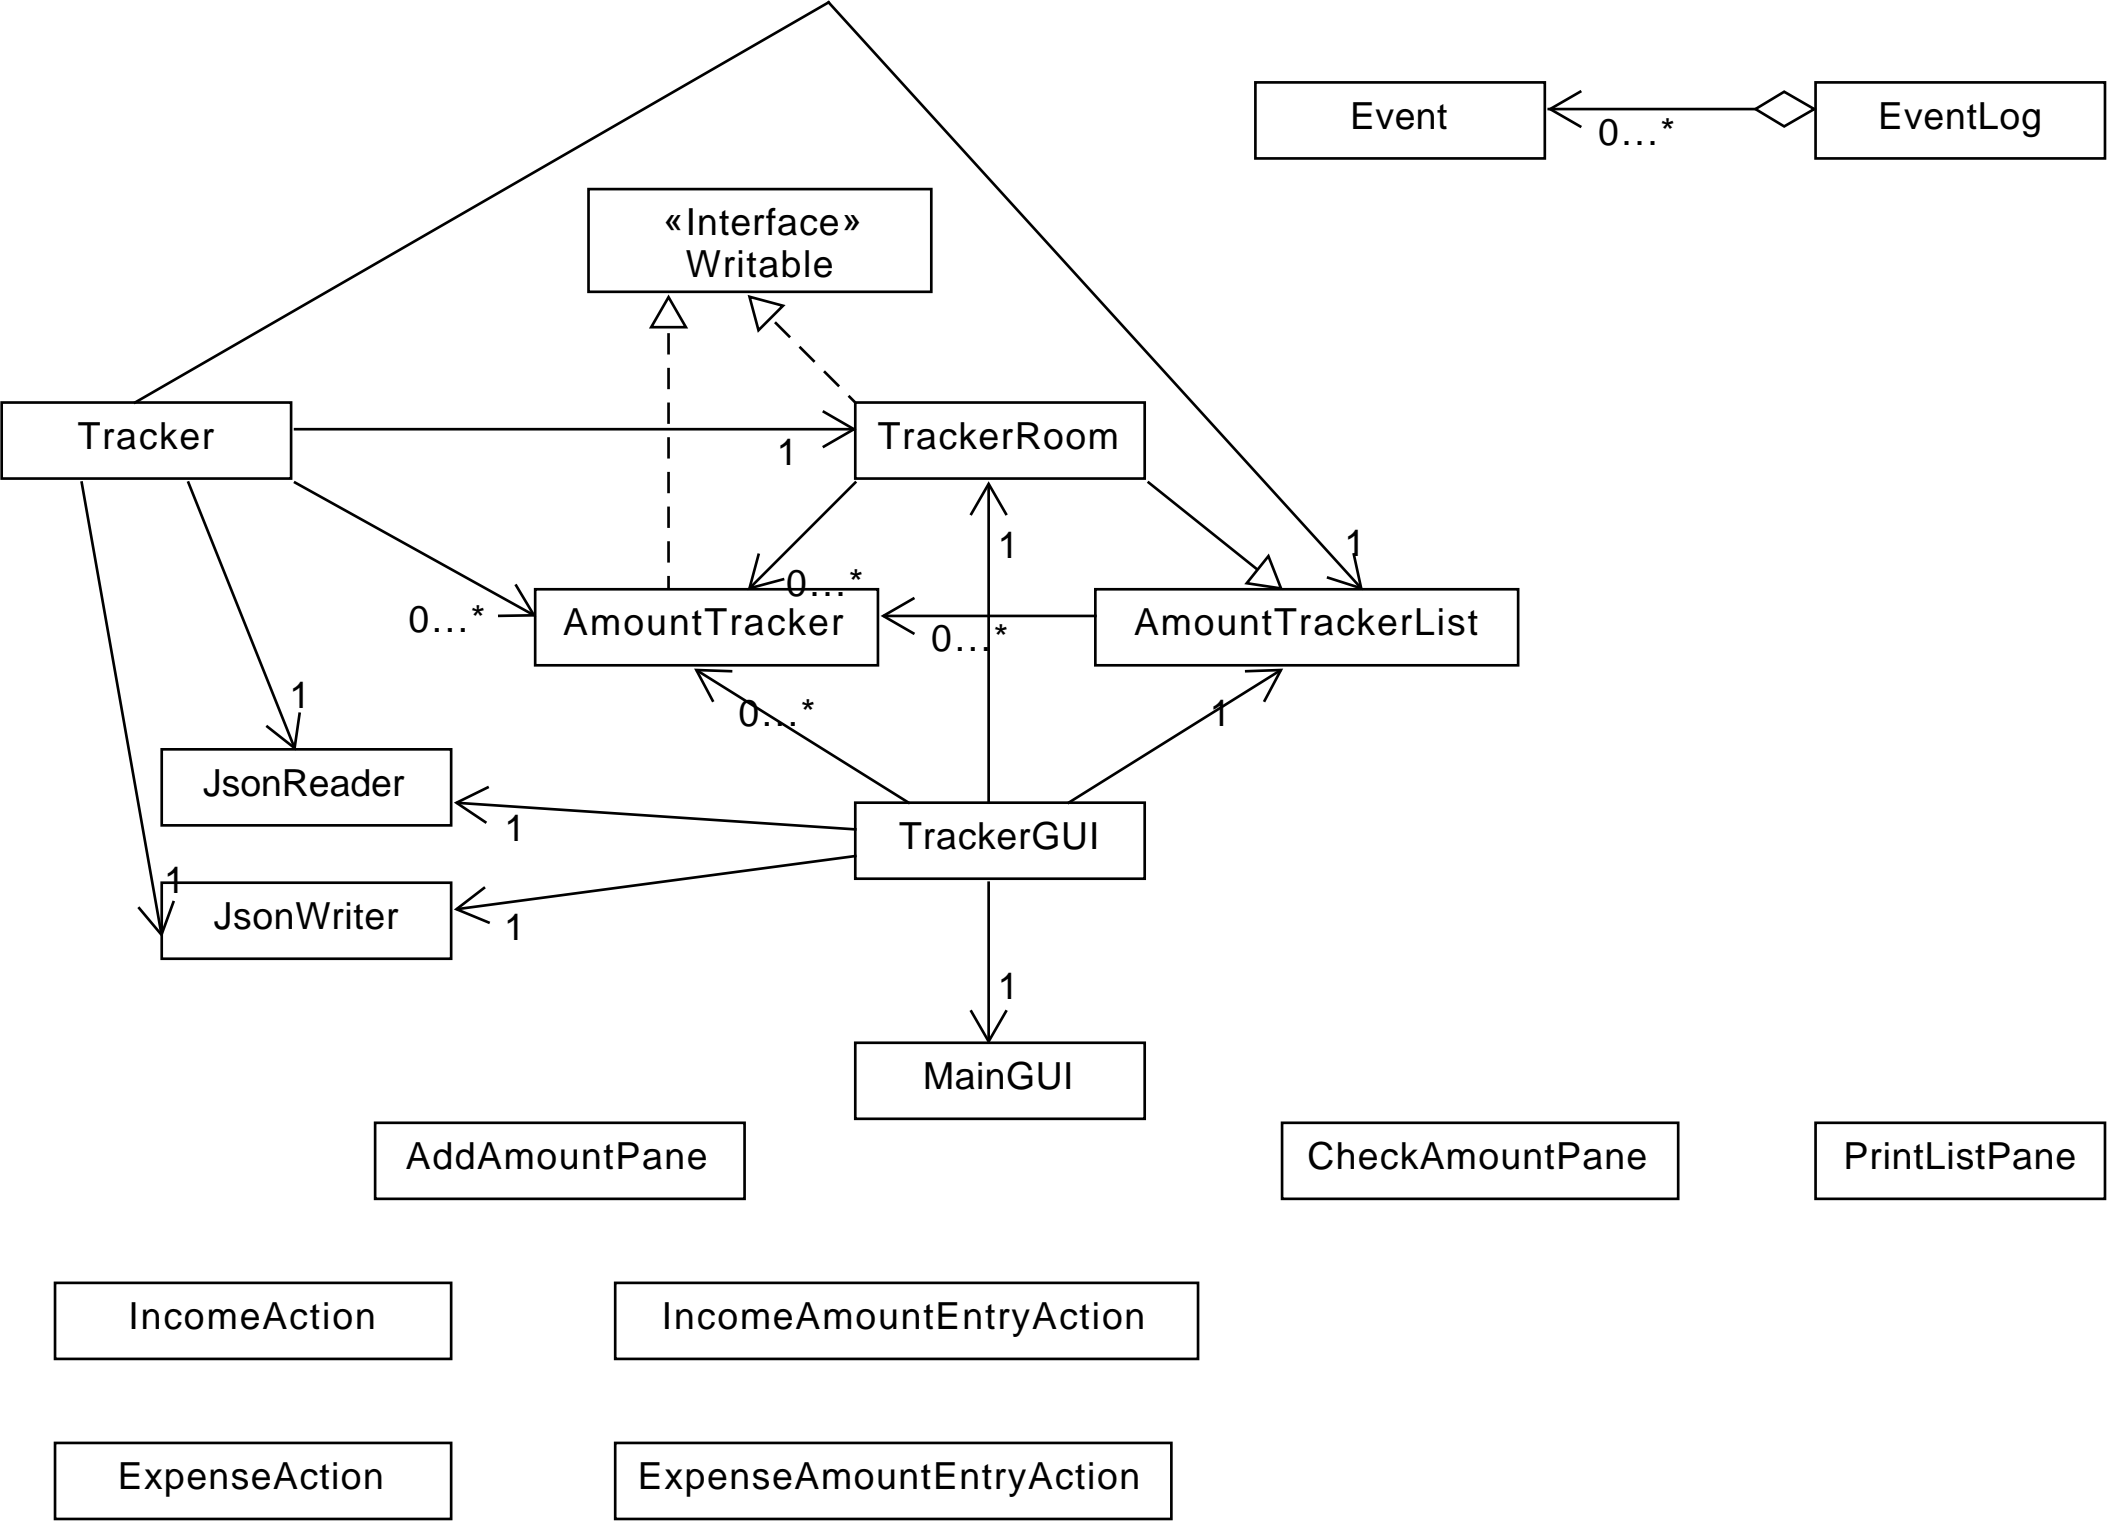 Event
0...*
EventLog
«Interface»
Writable
Tracker
1
TrackerRoom
1
1
0...*
0...*
AmountTracker
0...*
AmountTrackerList
1
0...*
1
JsonReader
1
TrackerGUI
1
JsonWriter
1
1
MainGUI
AddAmountPane
CheckAmountPane
PrintListPane
IncomeAction
IncomeAmountEntryAction
ExpenseAction
ExpenseAmountEntryAction